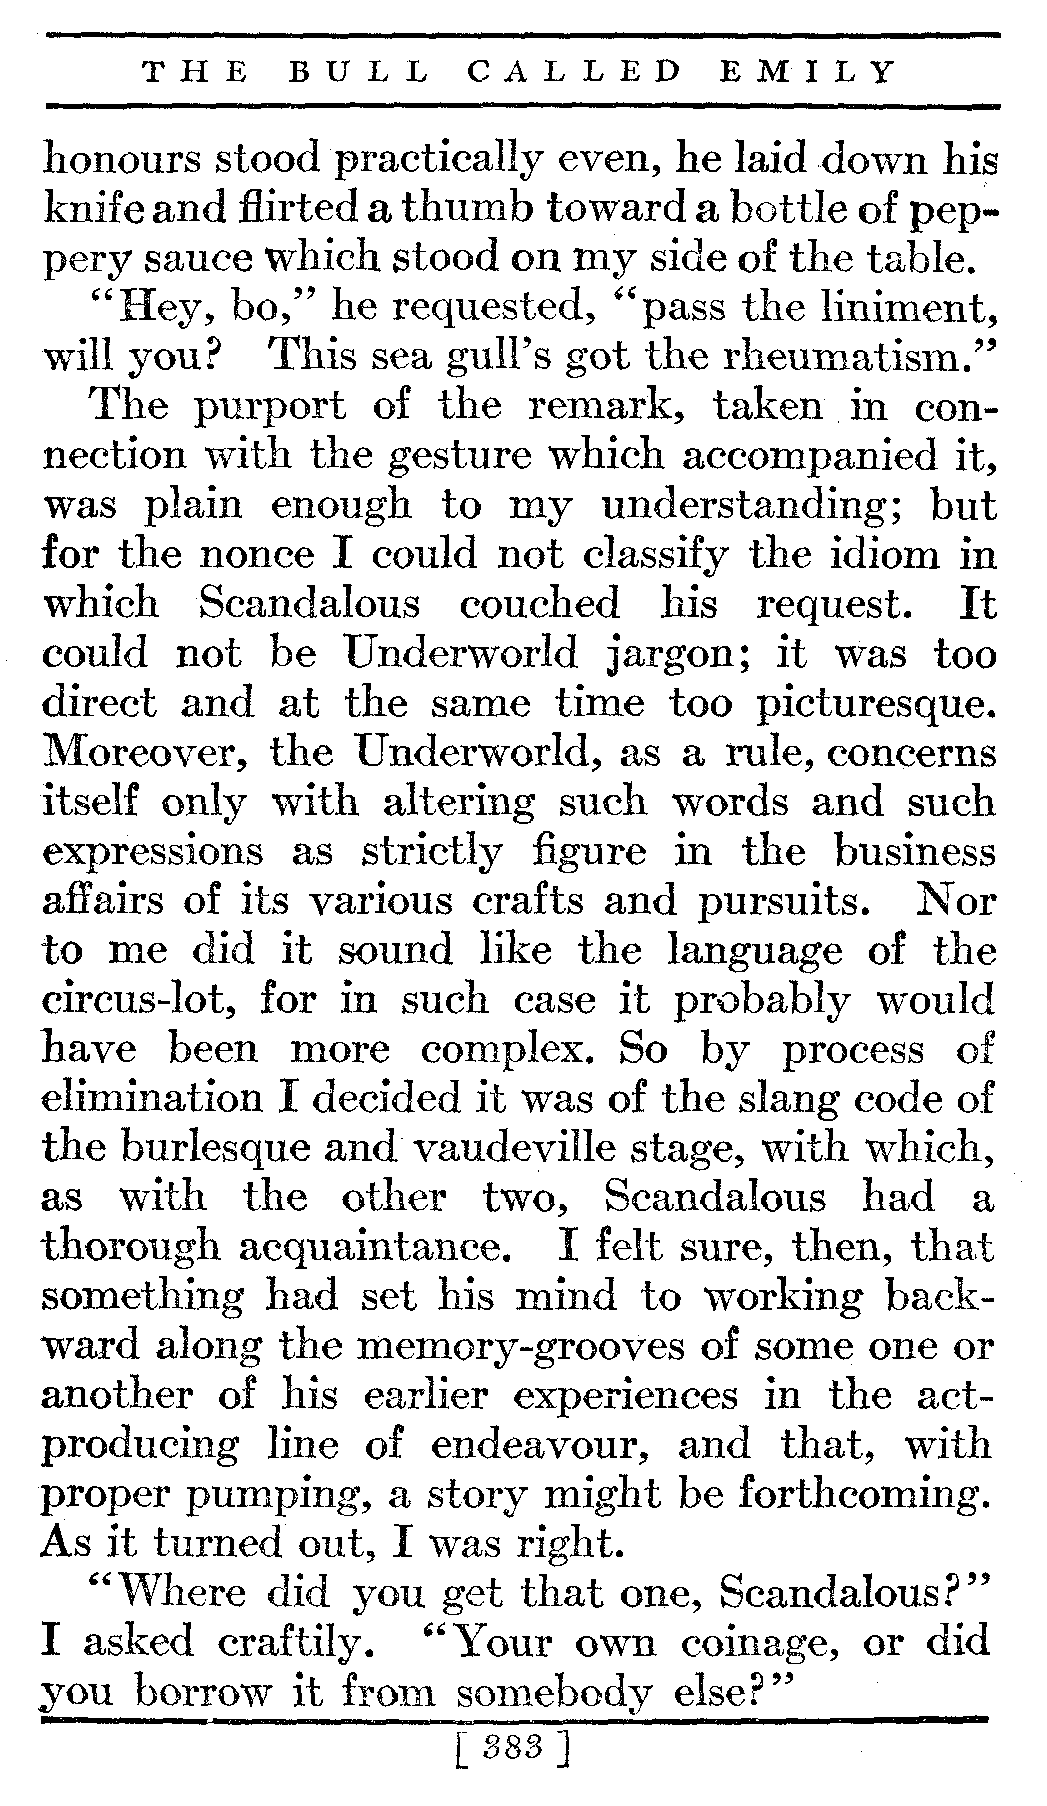 THE BULL CALLED EMILY
honours stood practically even, he laid down his
knife and flirted a thumb toward a bottle of pep-
pery sauce which stood on my side of the table.
“Hey, bo,” he requested, “pass the liniment,
will you? This sea gull’s got the rheumatism.”
The purport of the remark, taken in con-
nection with the gesture which accompanied it,
was plain enough to my understanding; but
for the nonce I could not classify the idiom in
which Scandalous couched his request. It
could not be Underworld jargon; it was too
direct and at the same time too picturesque.
Moreover, the Underworld, as a rule, concerns
itself only with altering such words and such
expressions as strictly figure in the business
affairs of its various crafts and pursuits. Nor
to me did it sound like the language of the
circus-lot, for in such case it probably would
have been more complex. So by process of
elimination I decided it was of the slang code of
the burlesque and vaudeville stage, with which,
as with the other two, Scandalous had a
thorough acquaintance. I felt sure, then, that
something had set his mind to working back-
ward along the memory-grooves of some one or
another of his earlier experiences in the act-
producing line of endeavour, and that, with
proper pumping, a story might be forthcoming.
As it turned out, I was right.
“Where did you get that one, Scandalous?”
I asked craftily. “Your own coinage, or did
you borrow it from somebody else?”
[ 383 ]